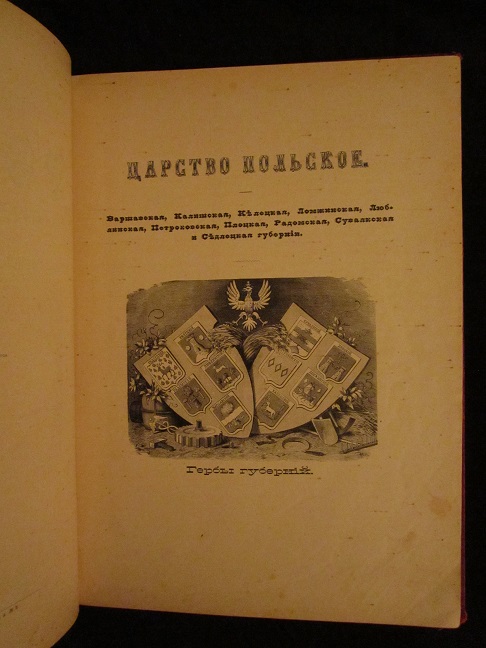 ЦАРСТВО ПОЛЬСКОЕ.
Варшавская, Калишская, Кѣлецкая, Ломжинская, Люб-
линская, Петроковская, Плоцкая, Радомская, Сувалкская
и Сѣдлецкая губерніи.
Гербы губерній.